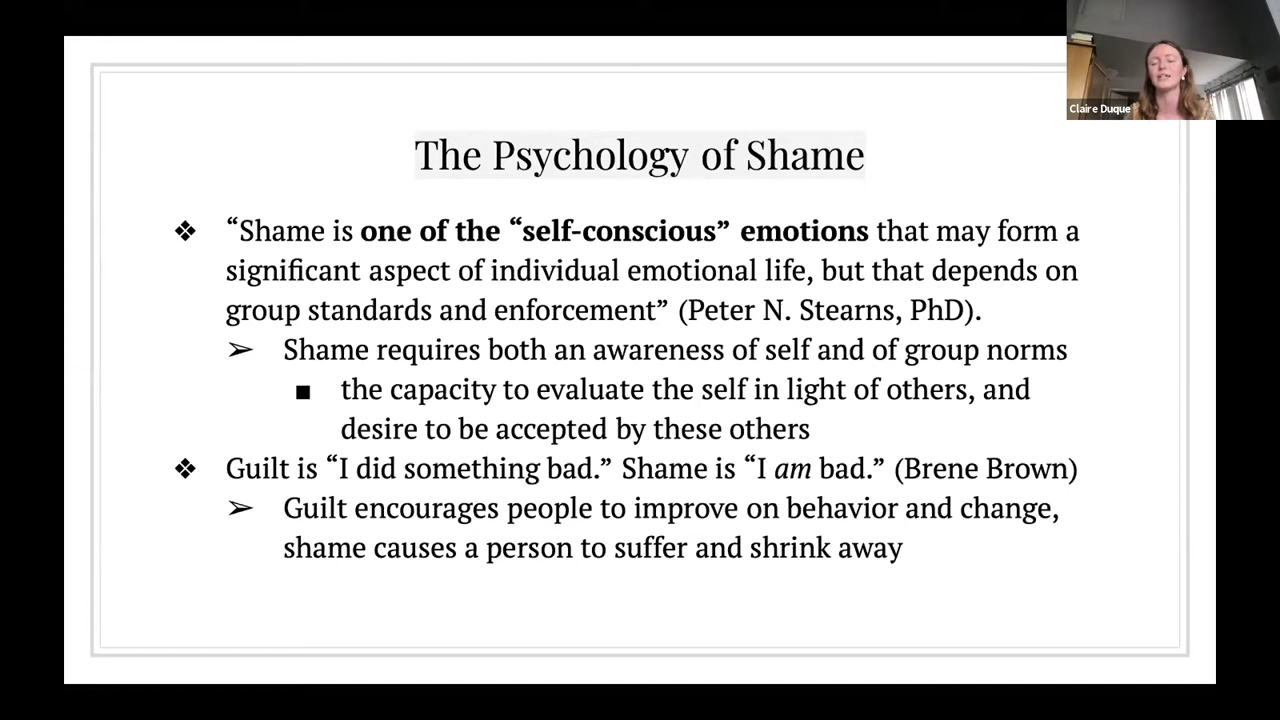 Claire Duque
The Psychology of Shame
❖ “Shame is one of the “self-conscious” emotions that may form a
significant aspect of individual emotional life, but that depends on
group standards and enforcement” (Peter N. Stearns, PhD).
➢ Shame requires both an awareness of self and of group norms
■ the capacity to evaluate the self in light of others, and
desire to be accepted by these others
❖ Guilt is “I did something bad.” Shame is “I am bad.” (Brene Brown)
➢ Guilt encourages people to improve on behavior and change,
shame causes a person to suffer and shrink away